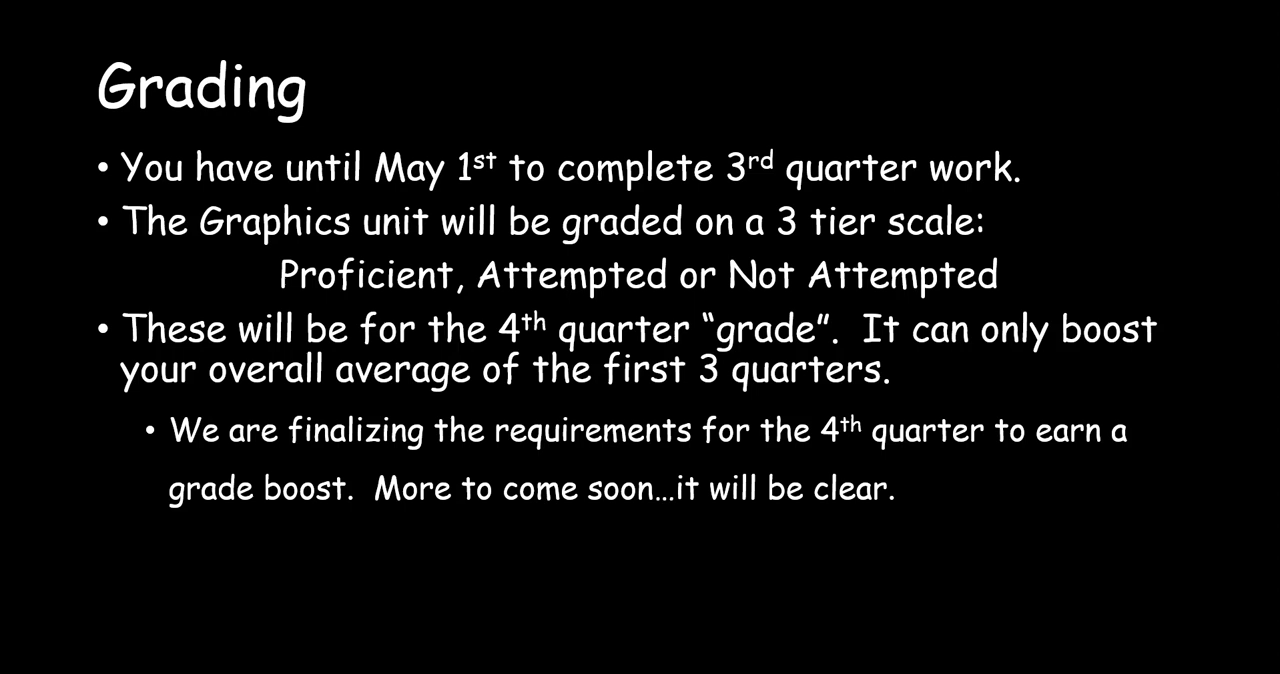 Grading
• You have until May 1st to complete 3rd quarter work.
• The Graphics unit will be graded on a 3 tier scale:
Proficient, Attempted or Not Attempted
• These will be for the 4th quarter “grade”.  It can only boost
your overall average of the first 3 quarters.
• We are finalizing the requirements for the 4th quarter to earn a
grade boost.  More to come soon…it will be clear.